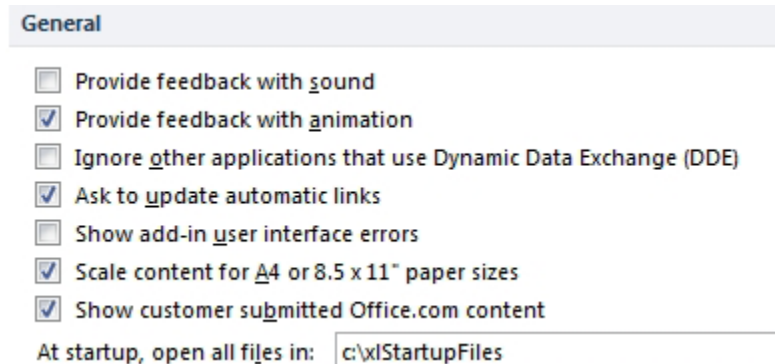 General
Provide feedback with sound
Provide feedback with animation
Ignore other applications that use Dynamic Data Exchange (DDE)
Ask to update automatic links
Show add-in user interface errors
Scale content for A4 or 8.5 x 11" paper sizes
Show customer submitted Office.com content
At startup, open all files in: c:\xlStartupFiles